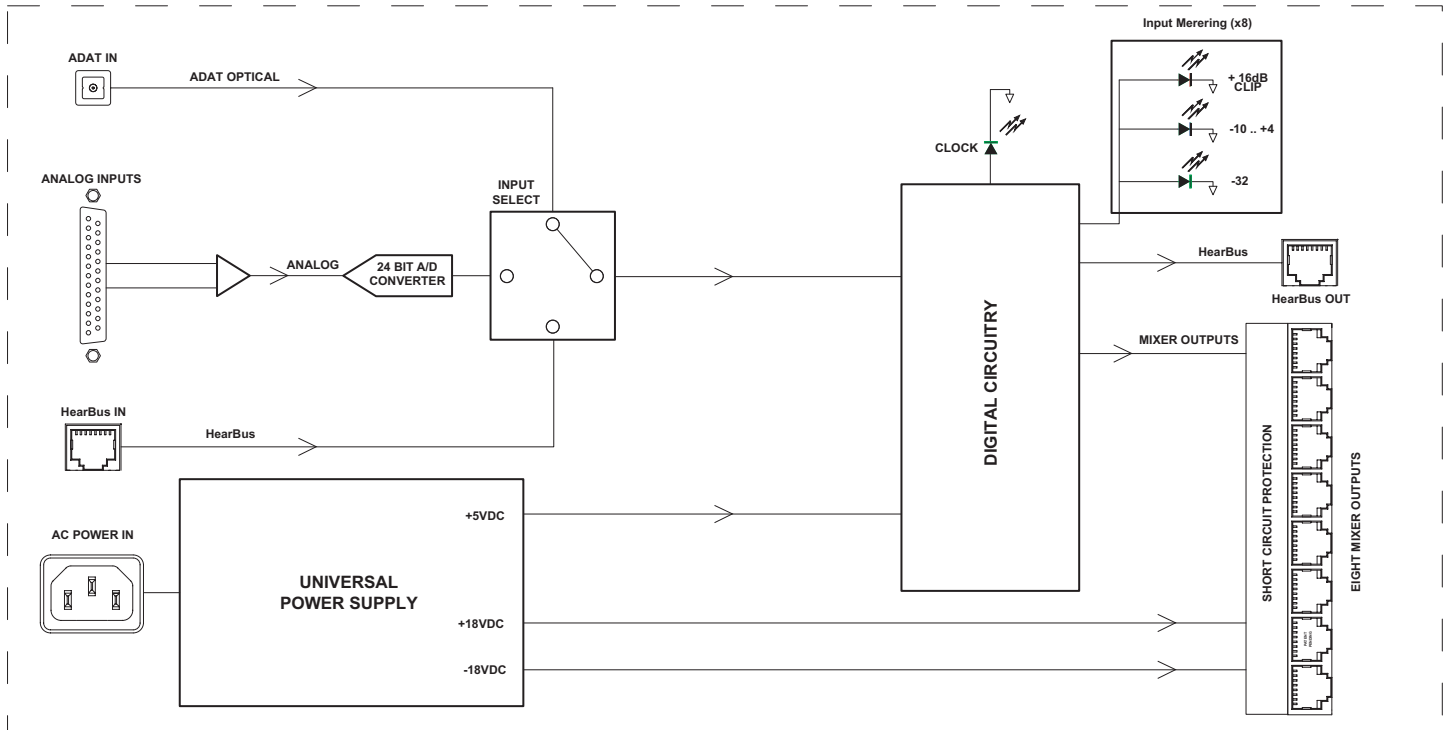 Input Merering (x8)
ADAT IN
ADAT OPTICAL
+ 16dB
CLIP
-10 .. +4
-32
CLOCK
ANALOG INPUTS
INPUT
SELECT
ANALOG
24 BIT A/D
CONVERTER
HearBus
HearBus OUT
MIXER OUTPUTS
DIGITAL CIRCUITRY
HearBus IN
HearBus
SHORT CIRCUIT PROTECTION
EIGHT MIXER OUTPUTS
AC POWER IN
UNIVERSAL
POWER SUPPLY
+5VDC
+18VDC
-18VDC
PATENT
PENDING